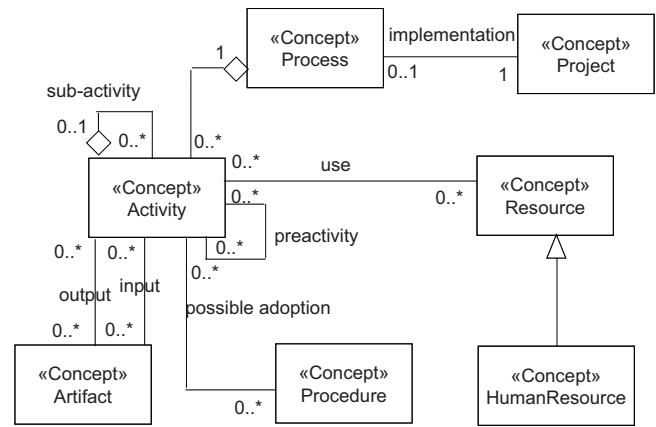 «Concept»
Process
implementation
«Concept»
Project
1
0..1
1
sub-activity
0..1
0..*
0..*
«Concept»
Activity
0..*
use
0..*
«Concept»
Resource
0..*
0..*
preactivity
0..*
0..*
0..*
output
input
possible adoption
0..*
0..*
«Concept»
Artifact
«Concept»
Procedure
0..*
«Concept»
HumanResource